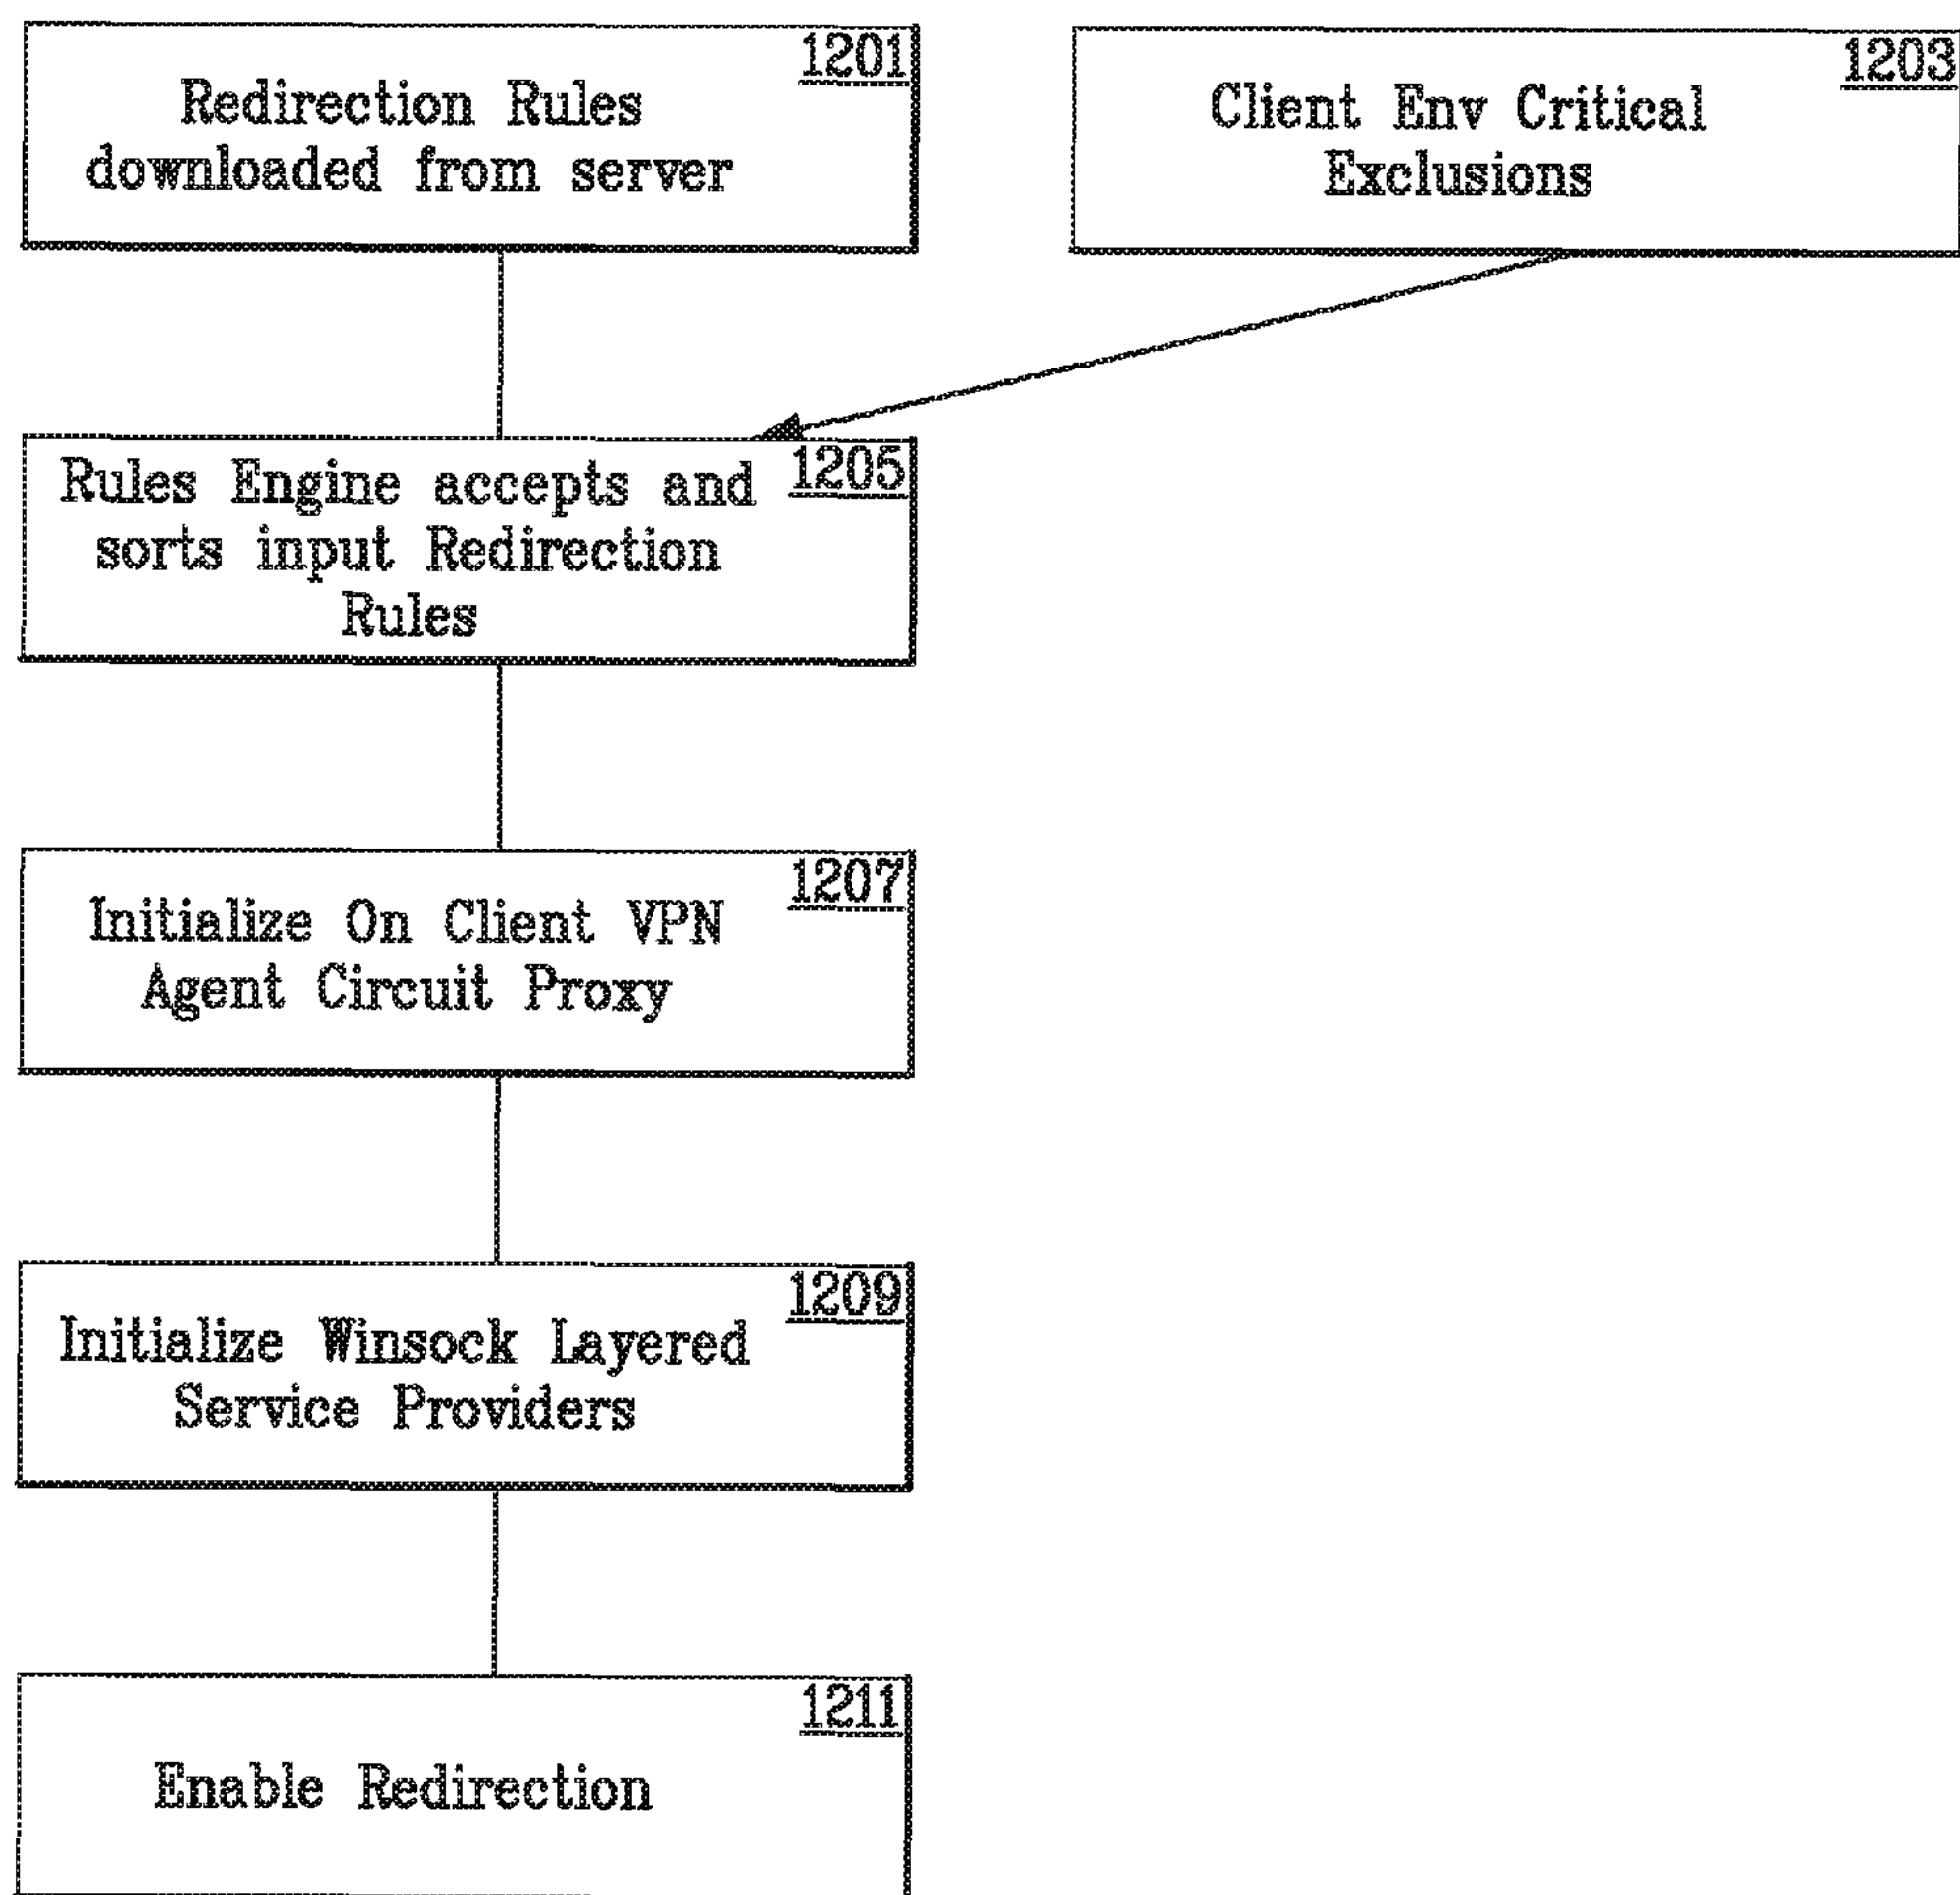 1201
Redirection Rules
downloaded from server
1203
Client Env Critical
Exclusions
1205
Rules Engine accepts and
sorts input Redirection
Rules
1207
Initialize On Client VPN
Agent Circuit Proxy
1209
Initialize Winsock Layered
Service Providers
1211
Enable Redirection